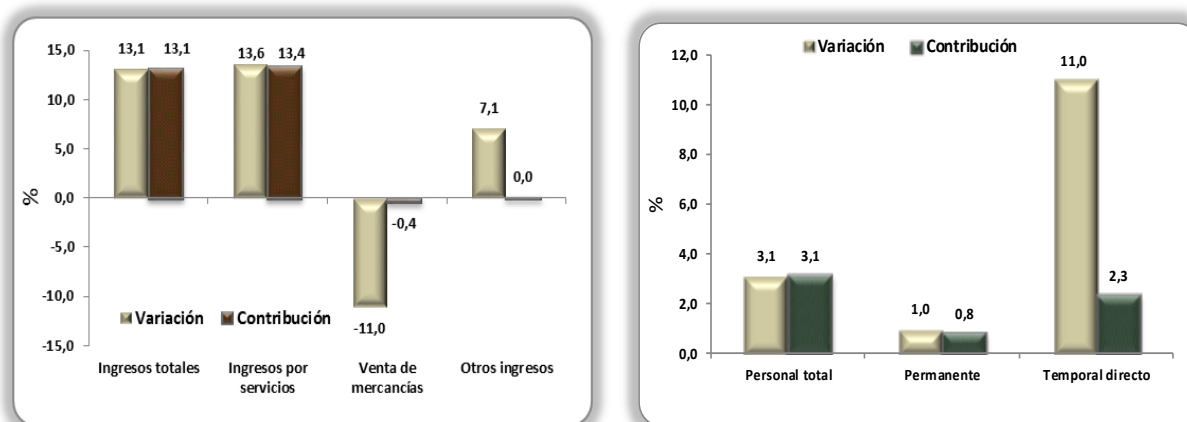 15,0
10,0
5,0
0,0
-5,0
-10,0
-15,0
%
13,1 13,1
13,6 13,4
-11,0
-0,4
7,1
0,0
Variación Contribución
Ingresos totales
Ingresos por
servicios
Venta de
mercancías
Otros ingresos
Variación Contribución
12,0
10,0
8,0
6,0
4,0
2,0
0,0
%
3,1 3,1
1,0 0,8
11,0
2,3
Personal total
Permanente
Temporal directo